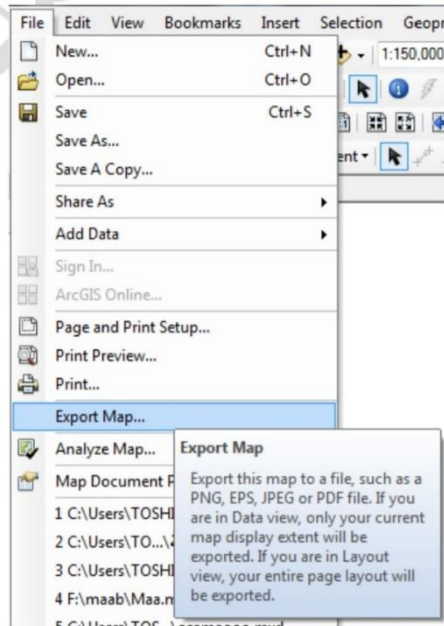 File Edit View Bookmarks Insert Selection
New... Ctrl+N
1:150,000
Open... Ctrl+O
Save Ctrl+S
Save As...
Save A Copy...
Share As
Add Data
Sign In...
ArcGIS Online...
Page and Print Setup...
Print Preview...
Print...
Export Map...
Analyze Map...
Map Document
1 C:\Users\TOSHI
2 C:\Users\TO...\
3 C:\Users\TOSHI
4 F:\maab\Maa.m
Export Map
Export this map to a file, such as a
PNG, EPS, JPEG or PDF file. If you
are in Data view, only your current
map display extent will be
exported. If you are in Layout
view, your entire page layout will
be exported.